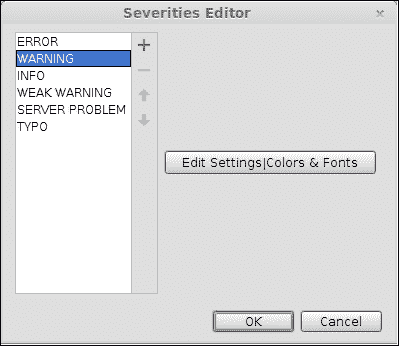 Severities Editor
ERROR
WARNING
INFO
WEAK WARNING
SERVER PROBLEM
TYPO
Edit Settings|Colors & Fonts
OK
Cancel